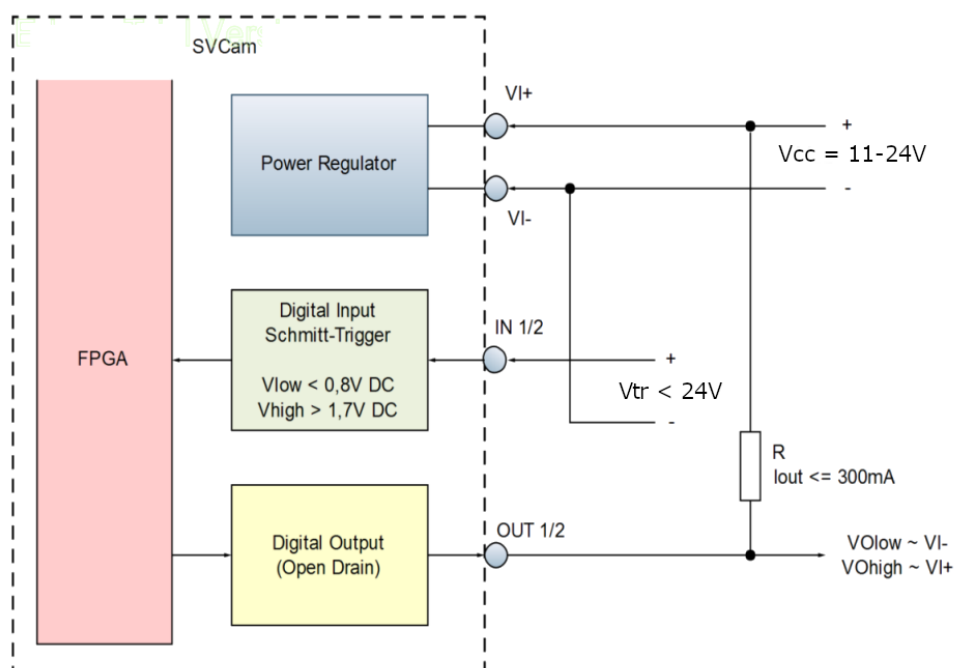 SVCam
VI+
+
Vcc = 11-24V
-
Power Regulator
VI-
Digital Input
Schmitt-Trigger
Vlow < 0,8V DC
Vhigh > 1,7V DC
IN 1/2
+
Vtr < 24V
-
FPGA
R
Iout <= 300mA
OUT 1/2
Digital Output
(Open Drain)
VOlow ~ VI-
VOhigh ~ VI+